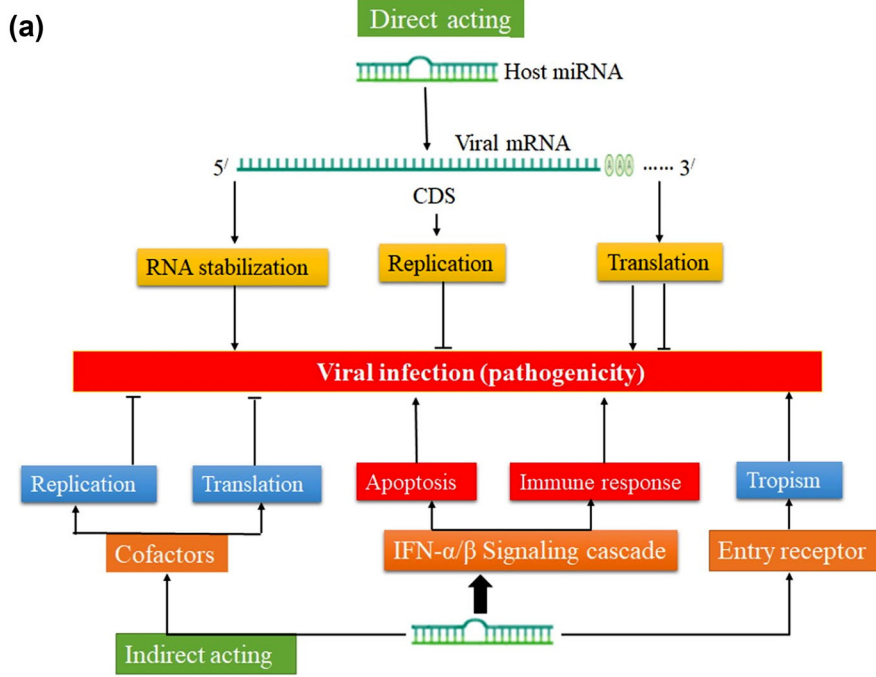 (a)
Direct acting
Host miRNA
Viral mRNA
5/ AAA ...... 3/
CDS
RNA stabilization Replication Translation
Viral infection (pathogenicity)
Replication Translation Apoptosis Immune response Tropism
Cofactors IFN-α/β Signaling cascade Entry receptor
Indirect acting